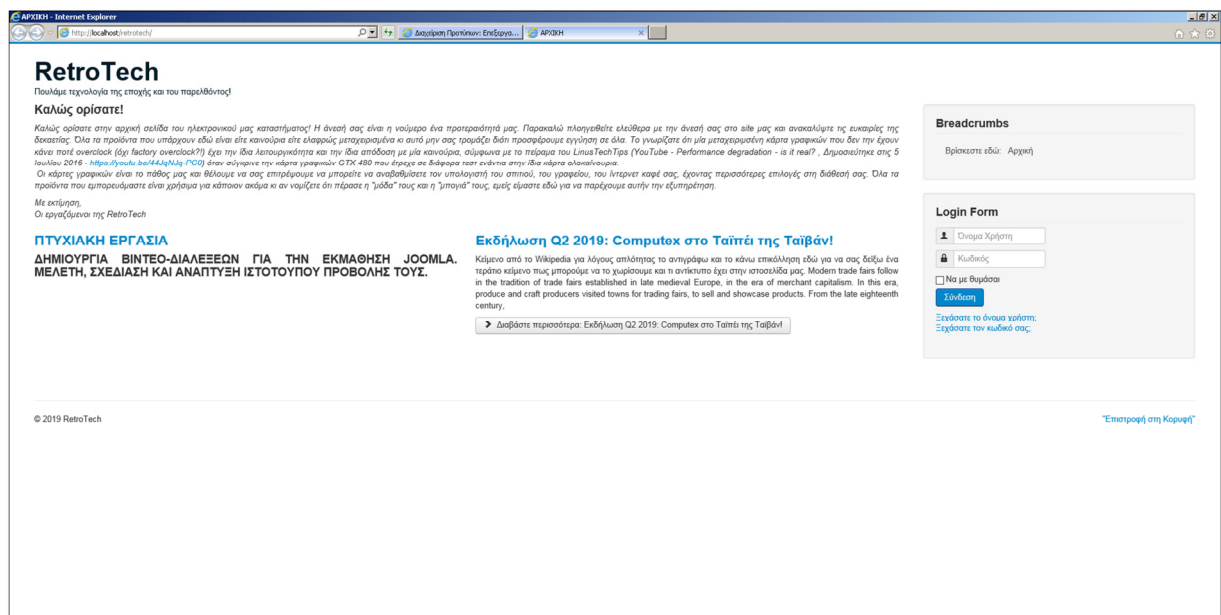 ΑΡΧΙΚΗ - Internet Explorer
http://localhost/retrotech/
Διαχείριση Προτύπων: Επεξεργα...
ΑΡΧΙΚΗ
RetroTech
Πουλάμε τεχνολογία της εποχής και του παρελθόντος!
Καλώς ορίσατε!
Καλώς ορίσατε στην αρχική σελίδα του ηλεκτρονικού μας καταστήματος! Η άνεσή σας είναι η νούμερο ένα προτεραιότητά μας. Παρακαλώ πλοηγειθείτε ελεύθερα με την άνεσή σας στο site μας και ανακαλύψτε τις ευκαιρίες της
δεκαετίας. Όλα τα προϊόντα που υπάρχουν εδώ είναι είτε καινούρια είτε ελαφρώς μεταχειρισμένα κι αυτό μην σας τρομάζει διότι προσφέρουμε εγγύηση σε όλα. Το γνωρίζατε ότι μία μεταχειρισμένη κάρτα γραφικών που δεν την έχουν
κάνει ποτέ overclock (όχι factory overclock?!) έχει την ίδια λειτουργικότητα και την ίδια απόδοση με μία καινούρια, σύμφωνα με το πείραμα του LinusTechTips (YouTube - Performance degradation - is it real? , Δημοσιεύτηκε στις 5
Ιουλίου 2016 - https://youtu.be/44JqNJq-PC0) όταν σύγκρινε την κάρτα γραφικών GTX 480 που έτρεχε σε διάφορα τεστ ενάντια στην ίδια κάρτα ολοκαίνουρια.
Οι κάρτες γραφικών είναι το πάθος μας και θέλουμε να σας επιτρέψουμε να μπορείτε να αναβαθμίσετε τον υπολογιστή του σπιτιού, του γραφείου, του ίντερνετ καφέ σας, έχοντας περισσότερες επιλογές στη διάθεσή σας. Όλα τα
προϊόντα που εμπορευόμαστε είναι χρήσιμα για κάποιον ακόμα κι αν νομίζετε ότι πέρασε η "μόδα" τους και η "μπογιά" τους, εμείς είμαστε εδώ για να παρέχουμε αυτήν την εξυπηρέτηση.
Με εκτίμηση,
Οι εργαζόμενοι της RetroTech
ΠΤΥΧΙΑΚΗ ΕΡΓΑΣΙΑ
ΔΗΜΙΟΥΡΓΙΑ ΒΙΝΤΕΟ-ΔΙΑΛΕΞΕΩΝ ΓΙΑ ΤΗΝ ΕΚΜΑΘΗΣΗ JOOMLA.
ΜΕΛΕΤΗ, ΣΧΕΔΙΑΣΗ ΚΑΙ ΑΝΑΠΤΥΞΗ ΙΣΤΟΤΟΠΟΥ ΠΡΟΒΟΛΗΣ ΤΟΥΣ.
Εκδήλωση Q2 2019: Computex στο Ταϊπέι της Ταϊβάν!
Κείμενο από το Wikipedia για λόγους απλότητας το αντιγράφω και το κάνω επικόλληση εδώ για να σας δείξω ένα
τεράτιο κείμενο πως μπορούμε να το χωρίσουμε και τι αντίκτυπο έχει στην ιστοσελίδα μας. Modern trade fairs follow
in the tradition of trade fairs established in late medieval Europe, in the era of merchant capitalism. In this era,
produce and craft producers visited towns for trading fairs, to sell and showcase products. From the late eighteenth
century,
Διαβάστε περισσότερα: Εκδήλωση Q2 2019: Computex στο Ταϊπέι της Ταϊβάν!
Breadcrumbs
Βρίσκεστε εδώ: Αρχική
Login Form
Όνομα Χρήστη
Κωδικός
Να με θυμάσαι
Σύνδεση
Ξεχάσατε το όνομα χρήστη;
Ξεχάσατε τον κωδικό σας;
© 2019 RetroTech
"Επιστροφή στη Κορυφή"